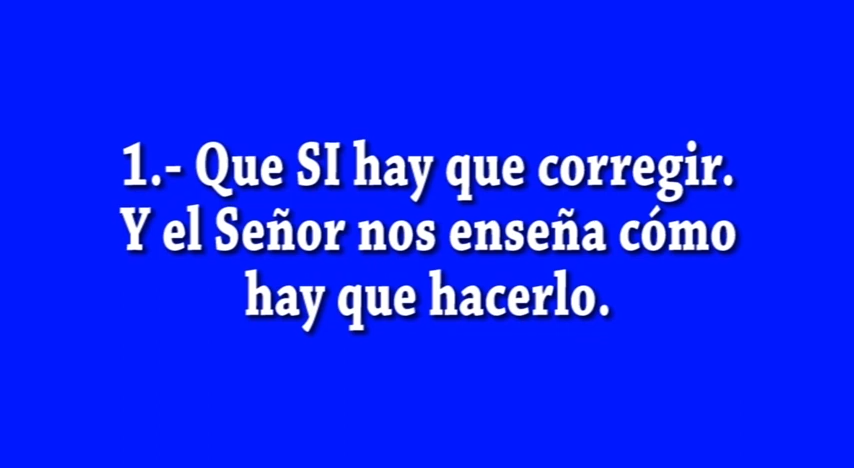 1.- Que SI hay que corregir.
Y el Señor nos enseña cómo
hay que hacerlo.